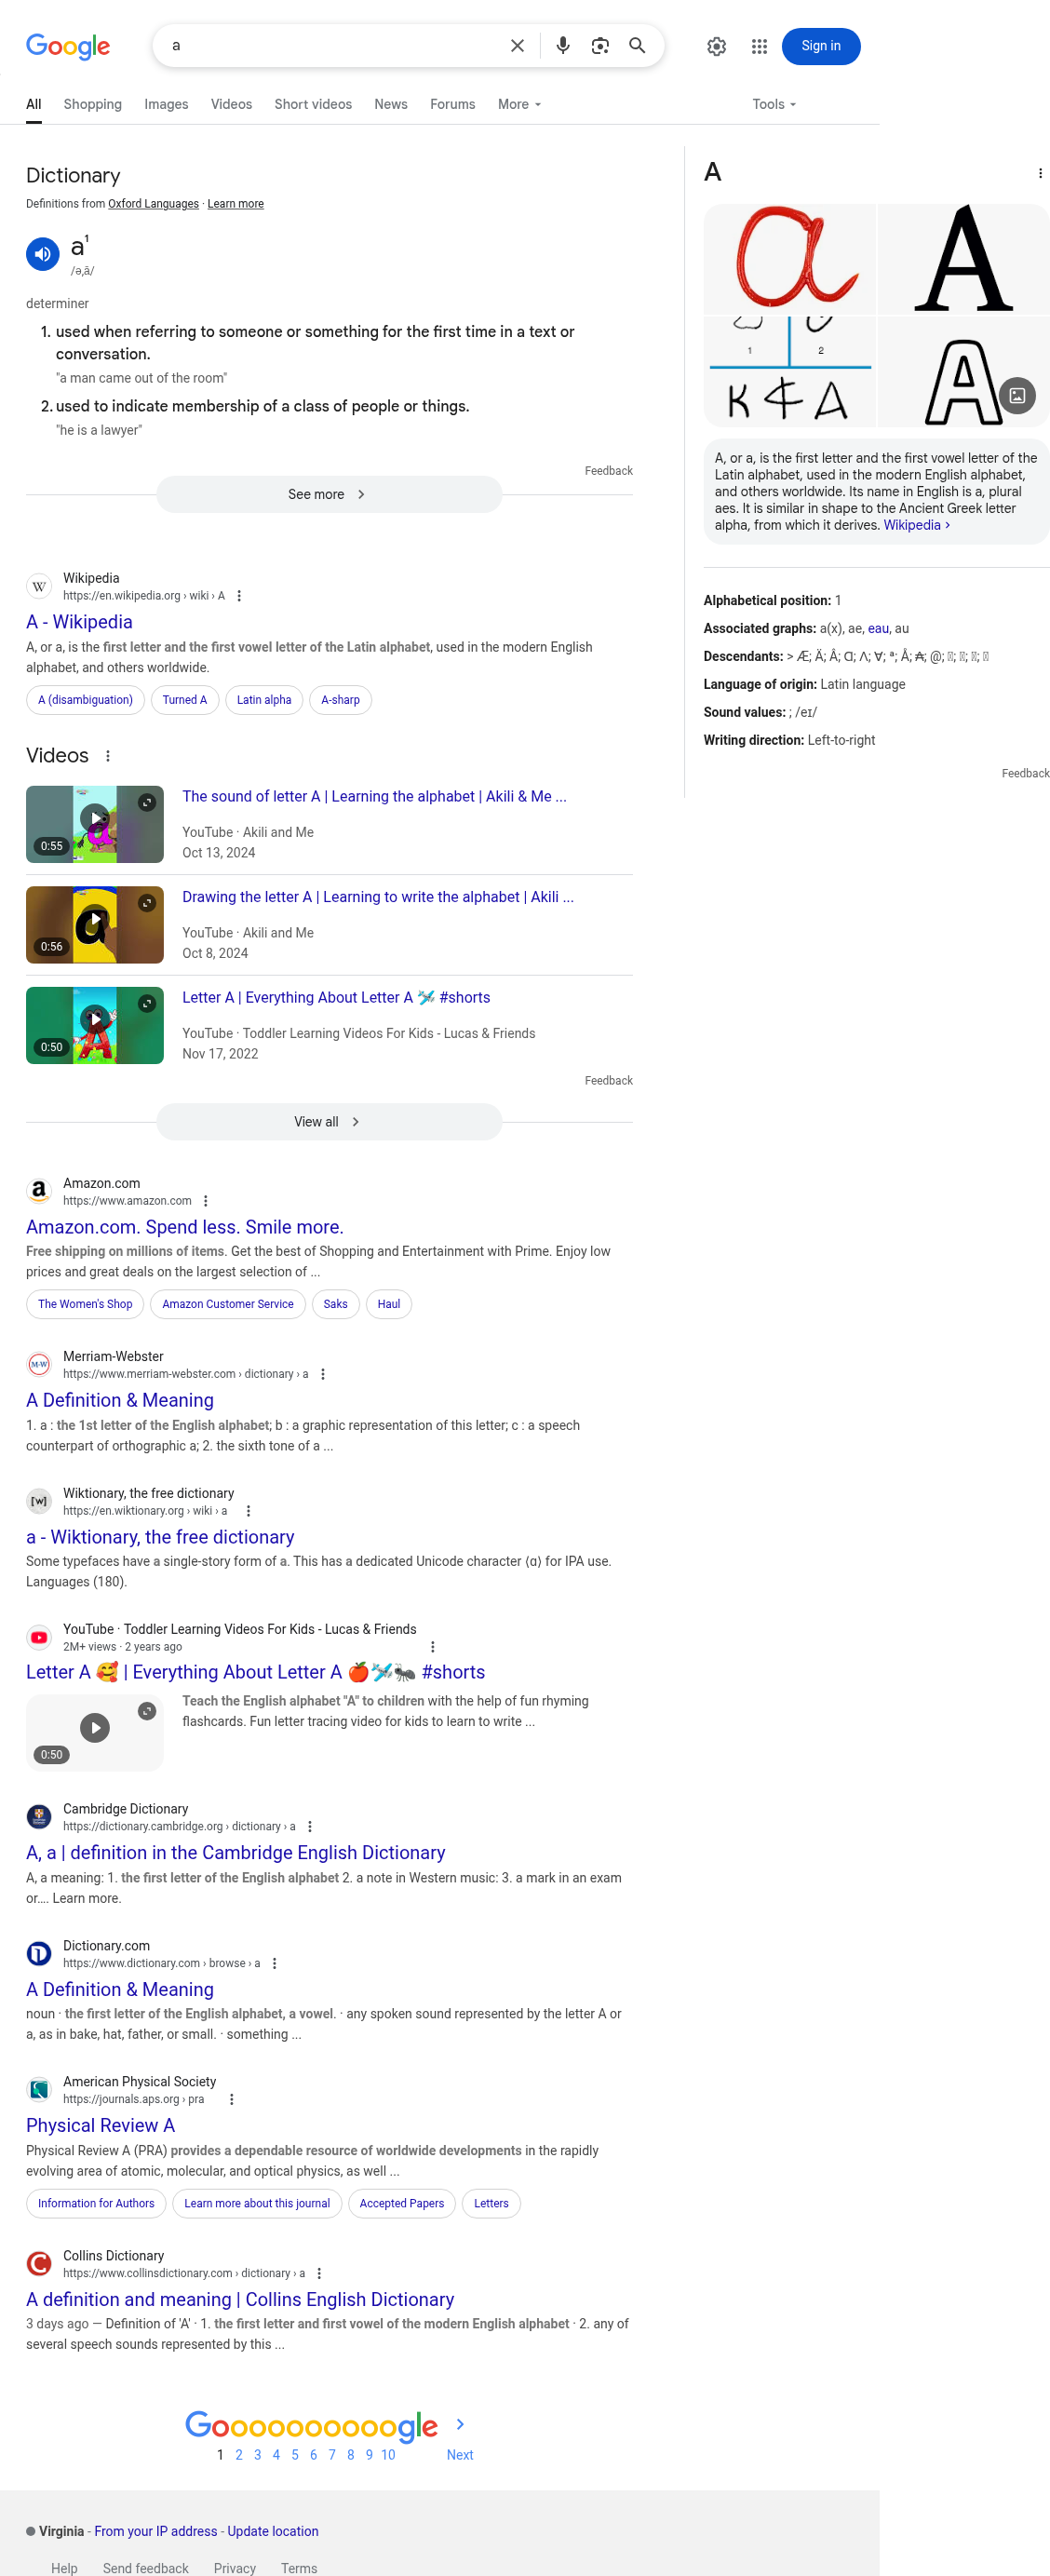 Google
a
Sign in
All Shopping Images Videos Short videos News Forums More Tools
Dictionary
Definitions from Oxford Languages · Learn more
a¹
/ə,ā/
determiner
1. used when referring to someone or something for the first time in a text or
conversation.
"a man came out of the room"
2. used to indicate membership of a class of people or things.
"he is a lawyer"
Feedback
See more
Wikipedia
https://en.wikipedia.org › wiki › A
A - Wikipedia
A, or a, is the first letter and the first vowel letter of the Latin alphabet, used in the modern English
alphabet, and others worldwide.
A (disambiguation) Turned A Latin alpha A-sharp
Videos
0:55
The sound of letter A | Learning the alphabet | Akili & Me ...
YouTube · Akili and Me
Oct 13, 2024
0:56
Drawing the letter A | Learning to write the alphabet | Akili ...
YouTube · Akili and Me
Oct 8, 2024
0:50
Letter A | Everything About Letter A 🛩️ #shorts
YouTube · Toddler Learning Videos For Kids - Lucas & Friends
Nov 17, 2022
Feedback
View all
Amazon.com
https://www.amazon.com
Amazon.com. Spend less. Smile more.
Free shipping on millions of items. Get the best of Shopping and Entertainment with Prime. Enjoy low
prices and great deals on the largest selection of ...
The Women's Shop Amazon Customer Service Saks Haul
Merriam-Webster
https://www.merriam-webster.com › dictionary › a
A Definition & Meaning
1. a : the 1st letter of the English alphabet; b : a graphic representation of this letter; c : a speech
counterpart of orthographic a; 2. the sixth tone of a ...
Wiktionary, the free dictionary
https://en.wiktionary.org › wiki › a
a - Wiktionary, the free dictionary
Some typefaces have a single-story form of a. This has a dedicated Unicode character ⟨ɑ⟩ for IPA use.
Languages (180).
YouTube · Toddler Learning Videos For Kids - Lucas & Friends
2M+ views · 2 years ago
Letter A 🥰 | Everything About Letter A 🍎🛩️🐜 #shorts
0:50
Teach the English alphabet "A" to children with the help of fun rhyming
flashcards. Fun letter tracing video for kids to learn to write ...
Cambridge Dictionary
https://dictionary.cambridge.org › dictionary › a
A, a | definition in the Cambridge English Dictionary
A, a meaning: 1. the first letter of the English alphabet 2. a note in Western music: 3. a mark in an exam
or.... Learn more.
Dictionary.com
https://www.dictionary.com › browse › a
A Definition & Meaning
noun · the first letter of the English alphabet, a vowel. · any spoken sound represented by the letter A or
a, as in bake, hat, father, or small. · something ...
American Physical Society
https://journals.aps.org › pra
Physical Review A
Physical Review A (PRA) provides a dependable resource of worldwide developments in the rapidly
evolving area of atomic, molecular, and optical physics, as well ...
Information for Authors Learn more about this journal Accepted Papers Letters
Collins Dictionary
https://www.collinsdictionary.com › dictionary › a
A definition and meaning | Collins English Dictionary
3 days ago — Definition of 'A' · 1. the first letter and first vowel of the modern English alphabet · 2. any of
several speech sounds represented by this ...
Goooooooooogle
1 2 3 4 5 6 7 8 9 10 Next
A
a A
1 2
A
A, or a, is the first letter and the first vowel letter of the
Latin alphabet, used in the modern English alphabet,
and others worldwide. Its name in English is a, plural
aes. It is similar in shape to the Ancient Greek letter
alpha, from which it derives. Wikipedia ›
Alphabetical position: 1
Associated graphs: a(x), ae, eau, au
Descendants: > Æ; Ä; Â; Ɑ; Λ; Ɐ; ª; Å; ₳; @;
Language of origin: Latin language
Sound values: ; /eɪ/
Writing direction: Left-to-right
Feedback
Virginia - From your IP address - Update location
Help Send feedback Privacy Terms